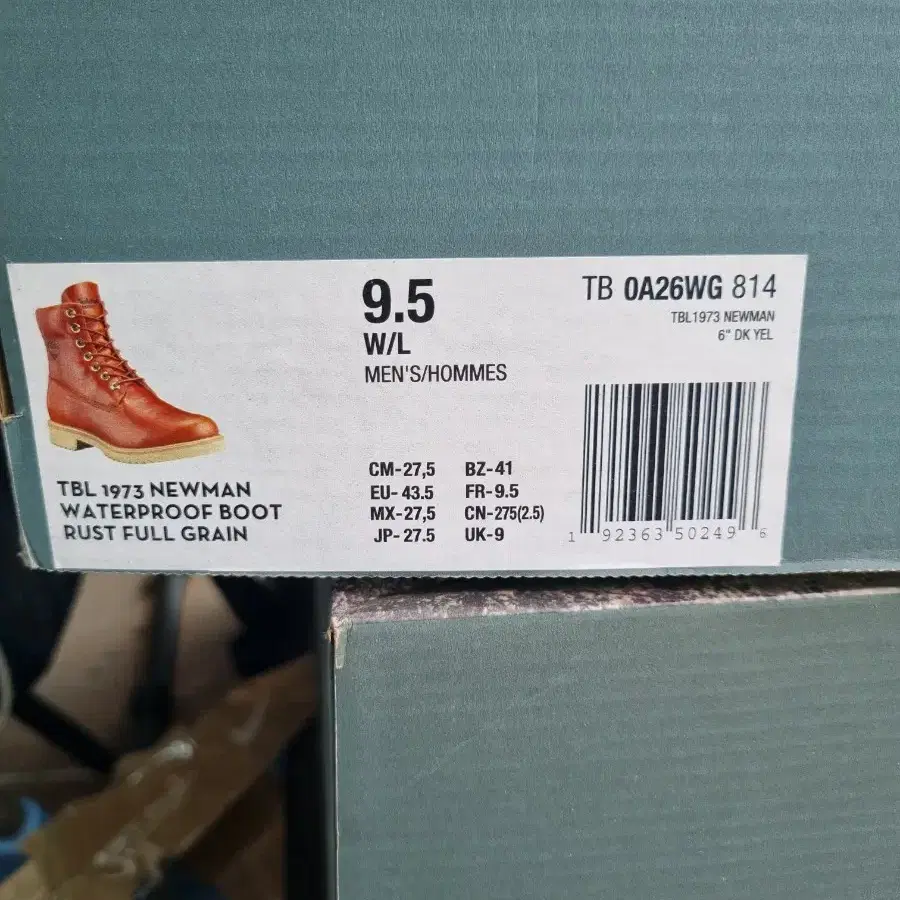 9.5
W/L
MEN'S/HOMMES
TB 0A26WG 814
TBL1973 NEWMAN
6" DK YEL
TBL 1973 NEWMAN
WATERPROOF BOOT
RUST FULL GRAIN
CM-27,5 BZ-41
EU-43.5 FR-9.5
MX-27,5 CN-275(2.5)
JP-27.5 UK-9
1 92363 50249 6